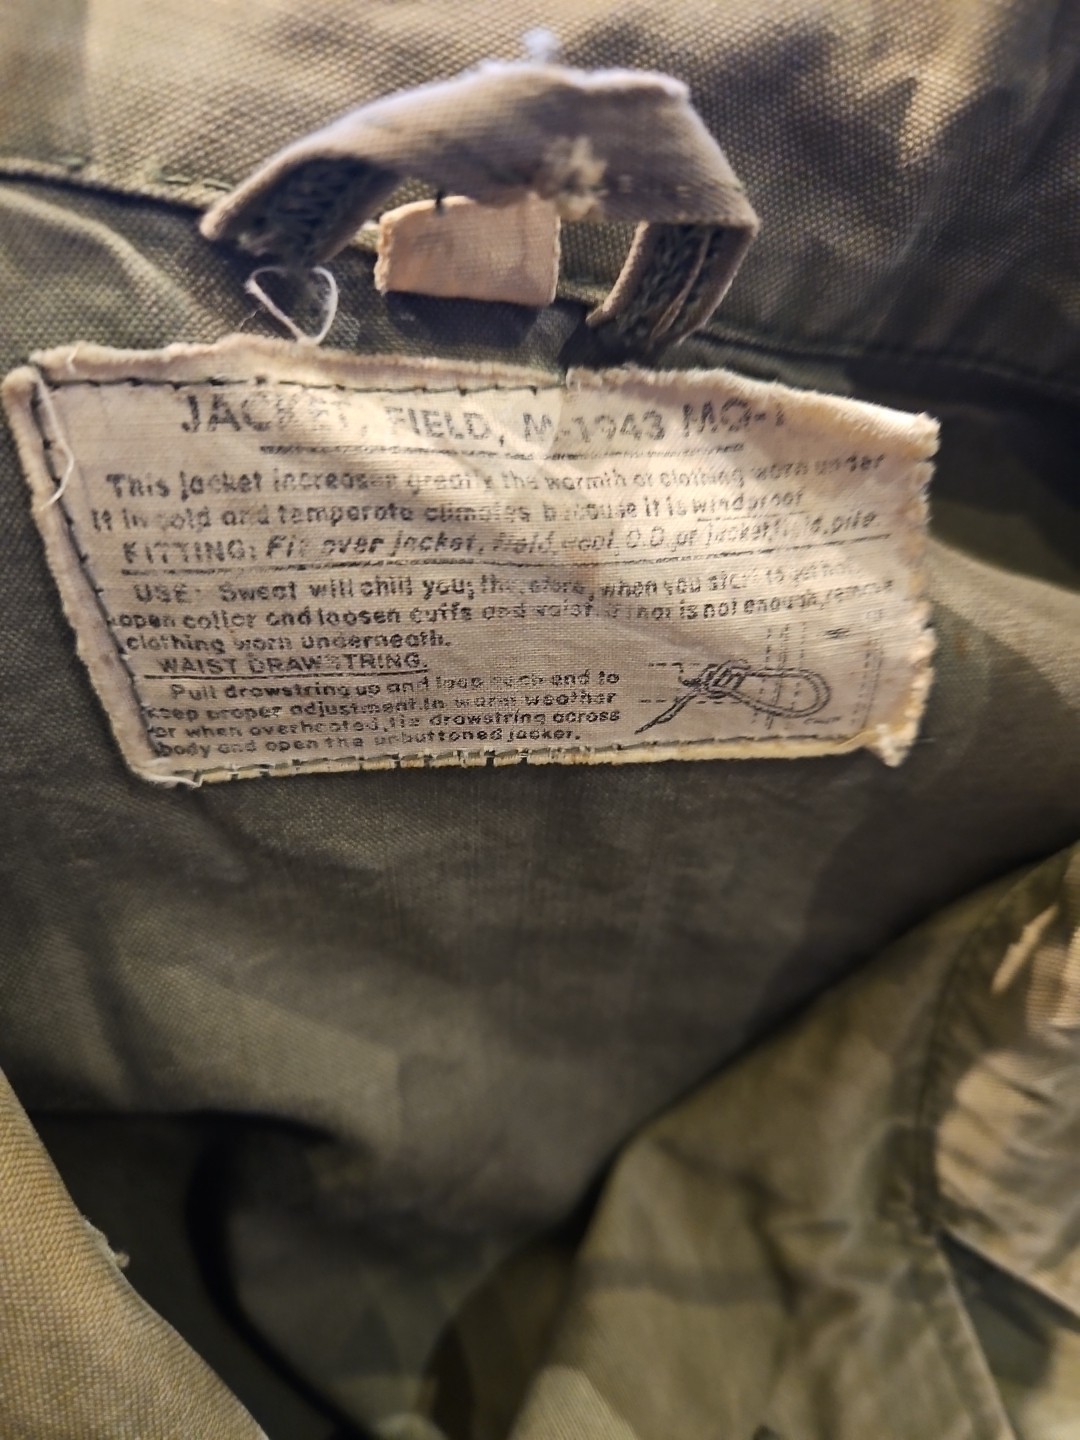 JACKET, FIELD, M-1943 MQ-1
This jacket increases greatly the warmth of clothing worn under
it in cold and temperate climates because it is windproof
FITTING: Fit over jacket, field, wool, O.D. or jacket, field, pile
USE: Sweat will chill you; therefore, when you start to get hot,
open collar and loosen cuffs and waist. If that is not enough, remove
clothing worn underneath.
WAIST DRAWSTRING.
Pull drawstring up and loop each end to
keep proper adjustment. In warm weather
or when overheated, tie drawstring across
body and open the unbuttoned jacket.